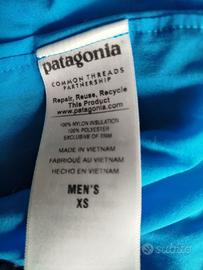 patagonia
COMMON THREADS
PARTNERSHIP
Repair, Reuse, Recycle
This Product
www.patagonia.com
100% NYLON INSULATION
100% POLYESTER
EXCLUSIVE OF TRIM
MADE IN VIETNAM
FABRIQUÉ AU VIETNAM
HECHO EN VIETNAM
MEN'S
XS
subito